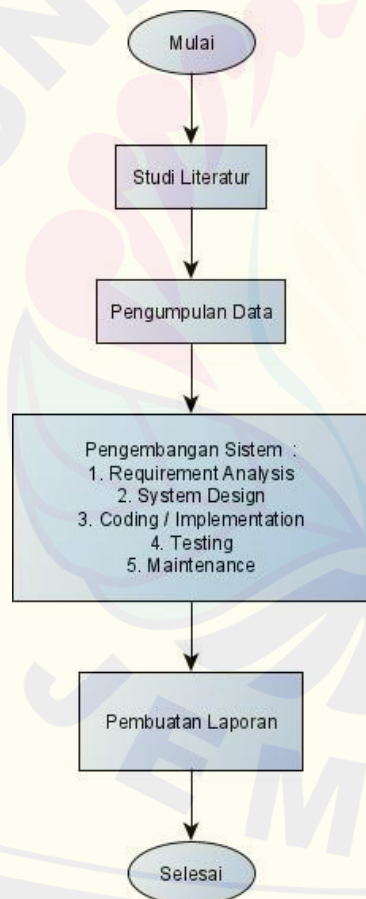 Mulai
Studi Literatur
Pengumpulan Data
Pengembangan Sistem :
1. Requirement Analysis
2. System Design
3. Coding / Implementation
4. Testing
5. Maintenance
Pembuatan Laporan
JEM
Selesai